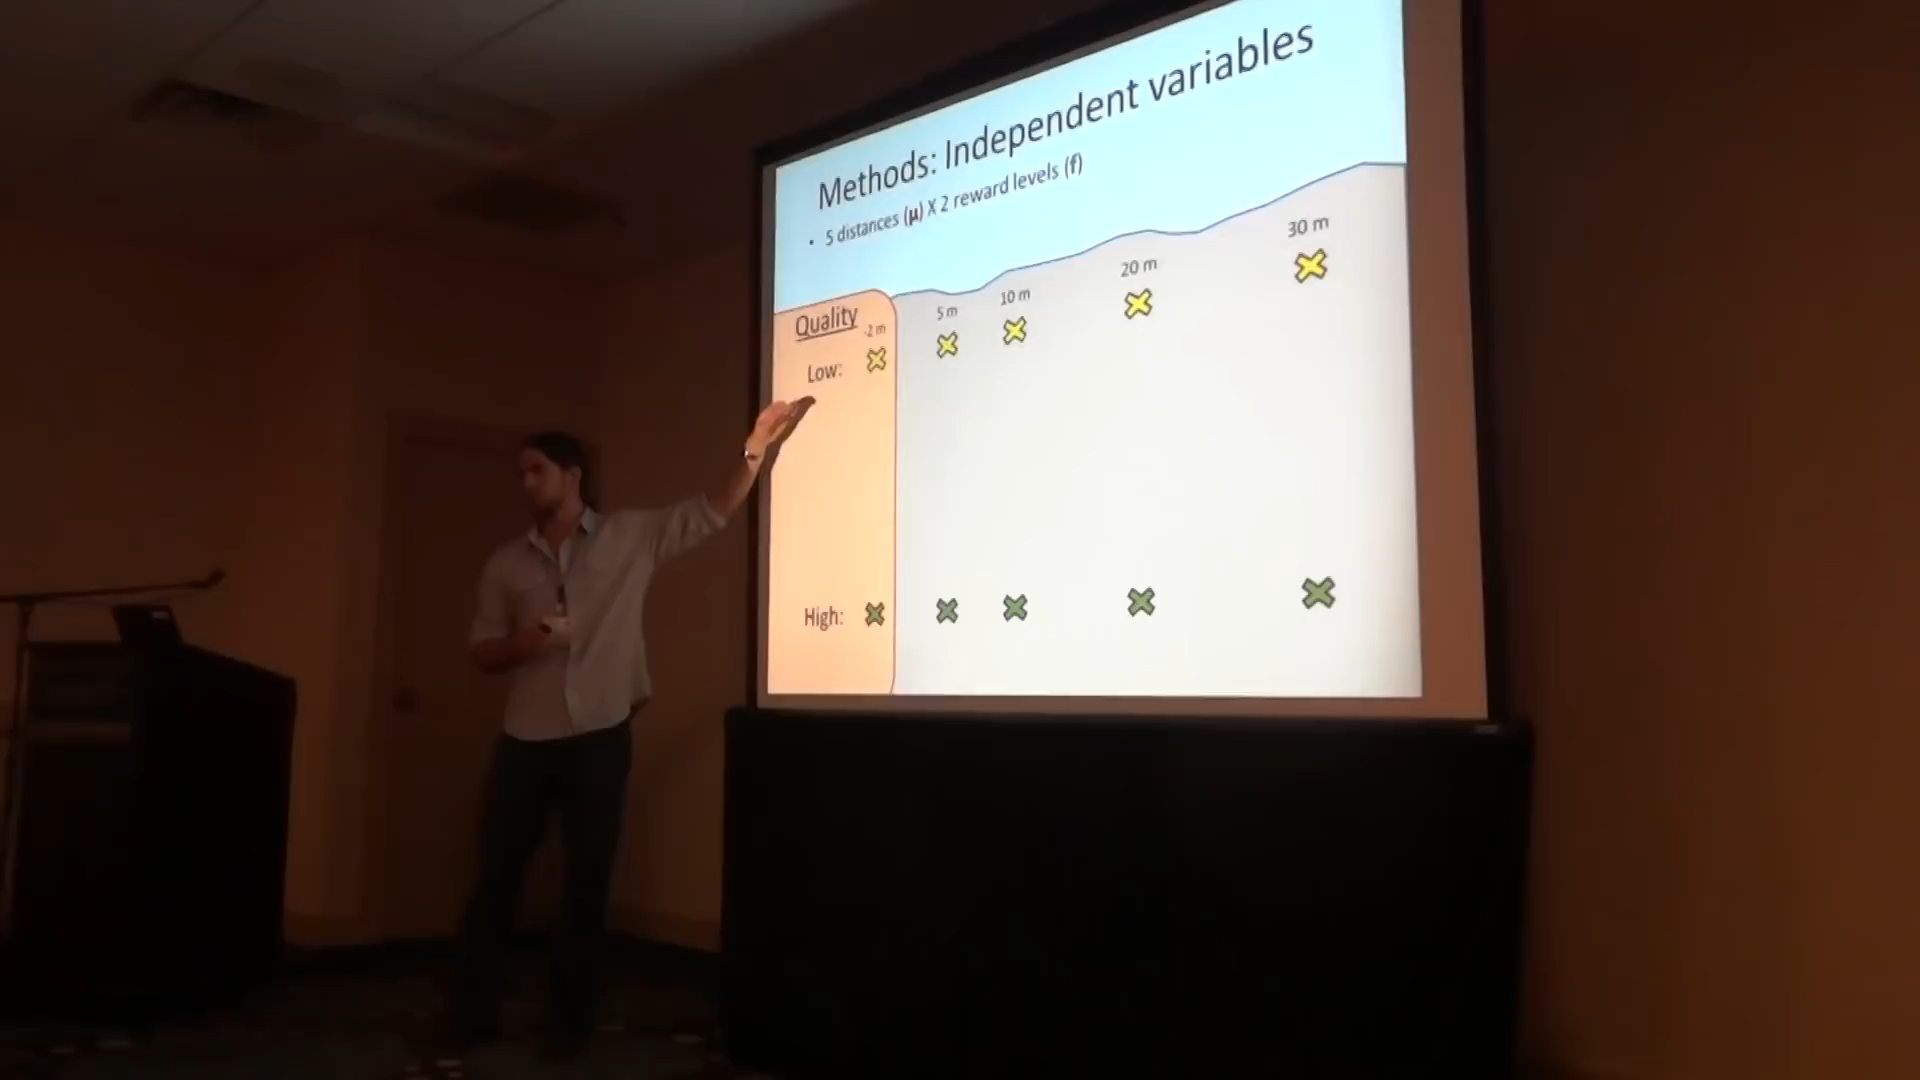 Methods: Independent variables
• 5 distances (μ) X 2 reward levels (f)
Quality
-2 m
5 m
10 m
20 m
30 m
Low:
High: